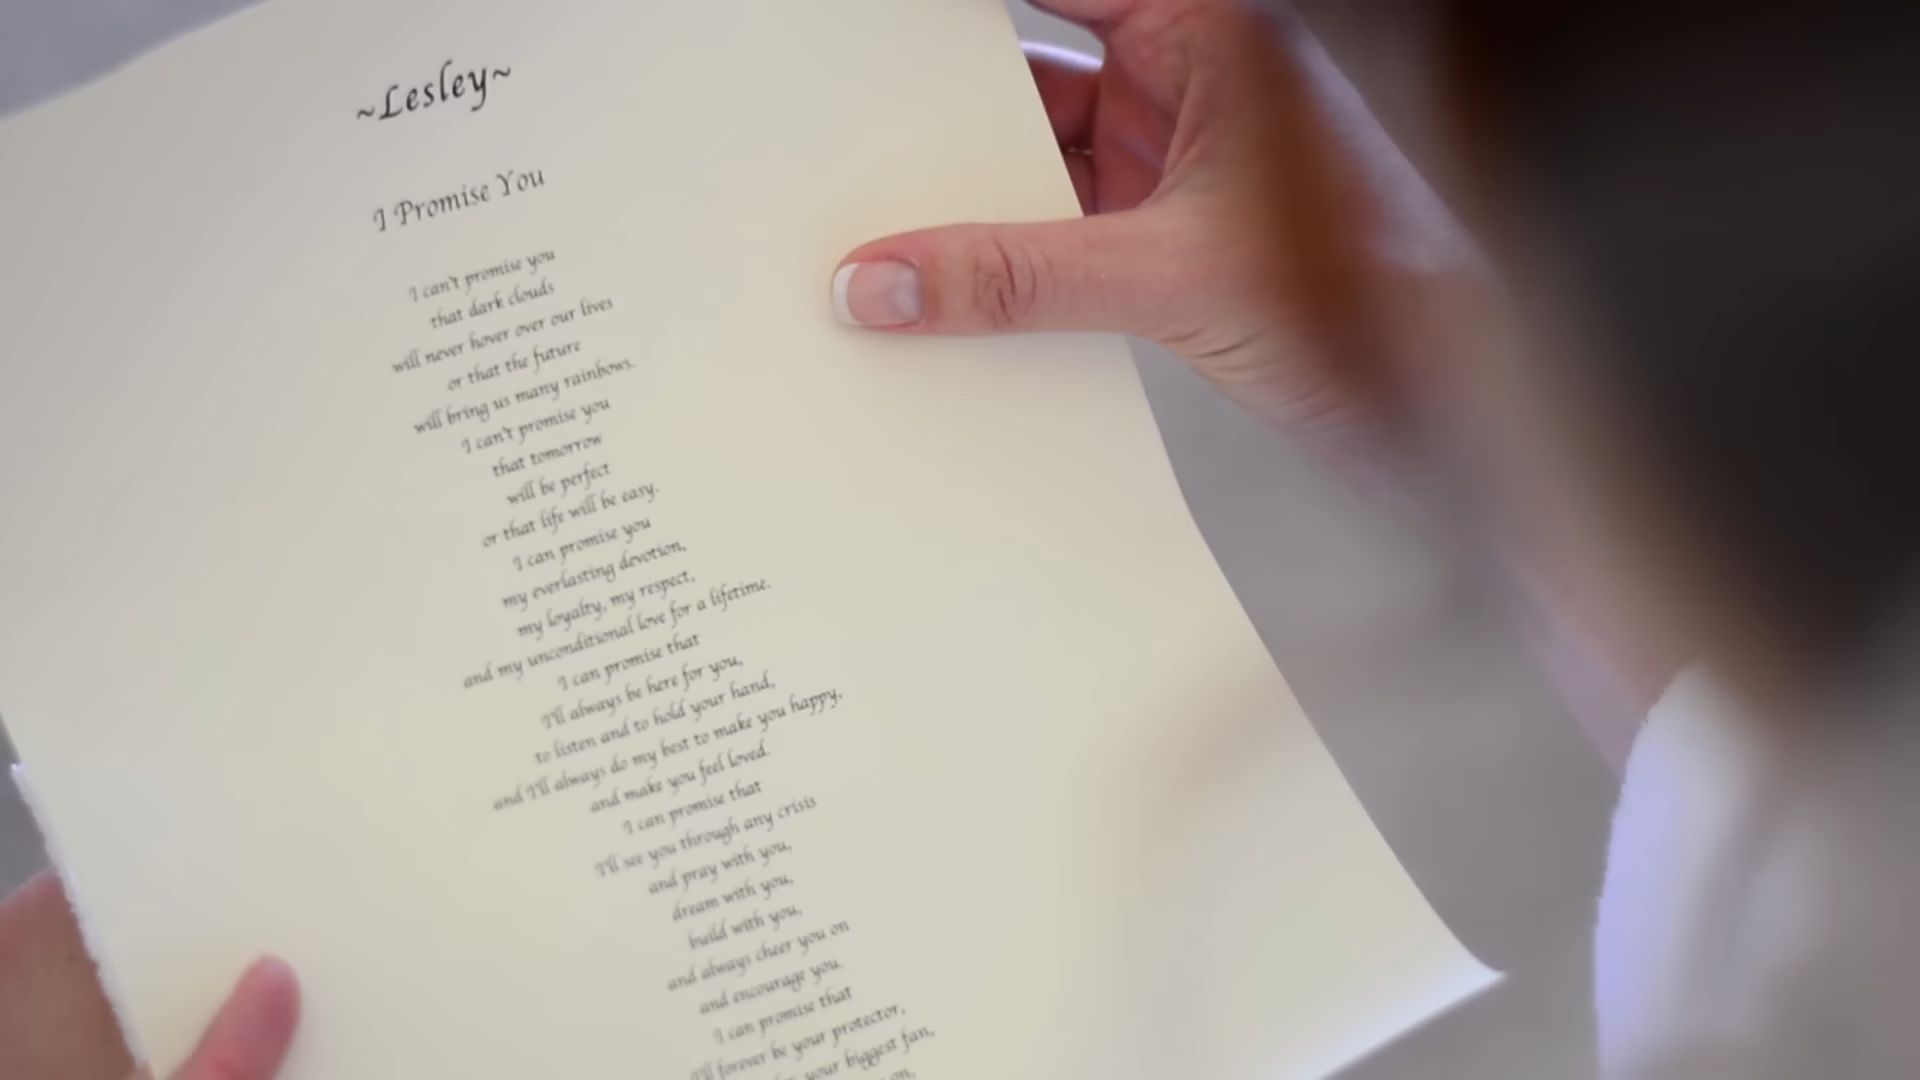 ~Lesley~
I Promise You
I can't promise you
that dark clouds
will never hover over our lives
or that the future
will bring us many rainbows.
I can't promise you
that tomorrow
will be perfect
or that life will be easy.
I can promise you
my everlasting devotion,
my loyalty, my respect,
and my unconditional love for a lifetime.
I can promise that
I'll always be here for you,
to listen and to hold your hand,
and I'll always do my best to make you happy,
and make you feel loved.
I can promise that
I'll see you through any crisis
and pray with you,
dream with you,
build with you,
and always cheer you on
and encourage you.
I can promise that
I'll forever be your protector,
your biggest fan,